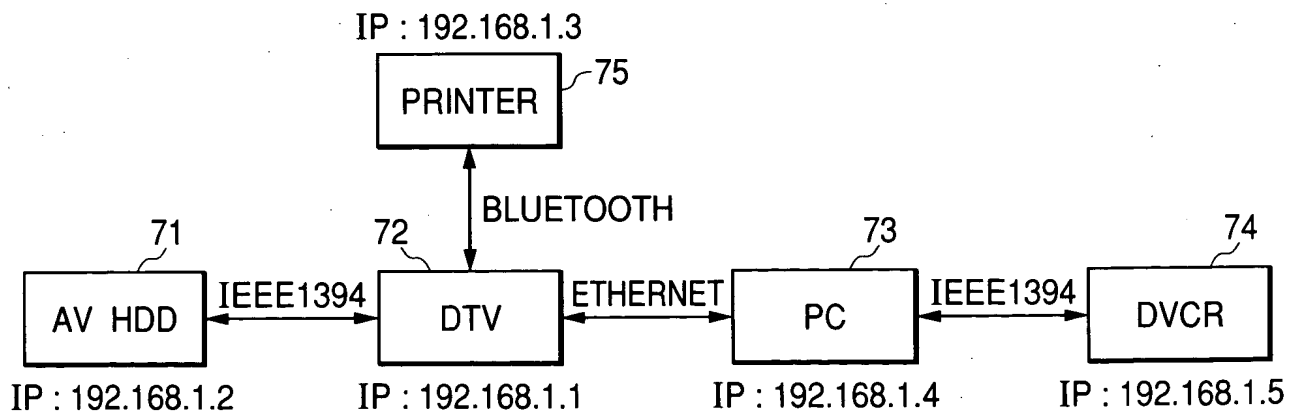 IP : 192.168.1.3
75
PRINTER
BLUETOOTH
71
72
73
74
IEEE1394
ETHERNET
IEEE1394
AV HDD
DTV
PC
DVCR
IP : 192.168.1.2
IP : 192.168.1.1
IP : 192.168.1.4
IP : 192.168.1.5